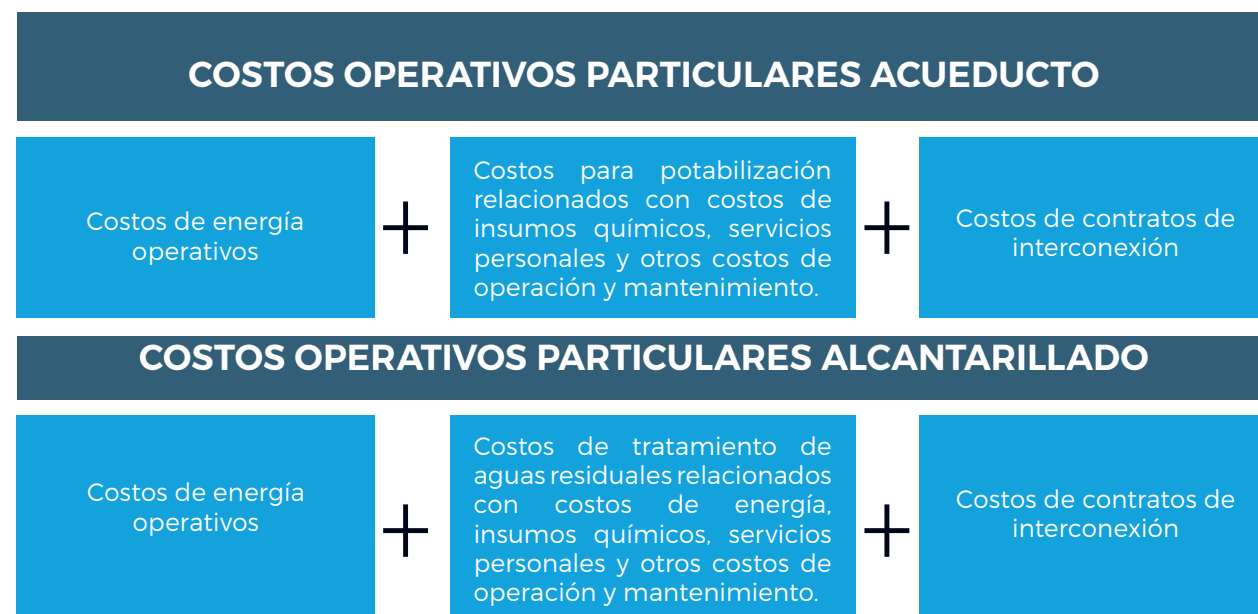 COSTOS OPERATIVOS PARTICULARES ACUEDUCTO
Costos de energía
operativos
+
Costos para potabilización
relacionados con costos de
insumos químicos, servicios
personales y otros costos de
operación y mantenimiento.
+
Costos de contratos de
interconexión
COSTOS OPERATIVOS PARTICULARES ALCANTARILLADO
Costos de energía
operativos
+
Costos de tratamiento de
aguas residuales relacionados
con costos de energía,
insumos químicos, servicios
personales y otros costos de
operación y mantenimiento.
+
Costos de contratos de
interconexión